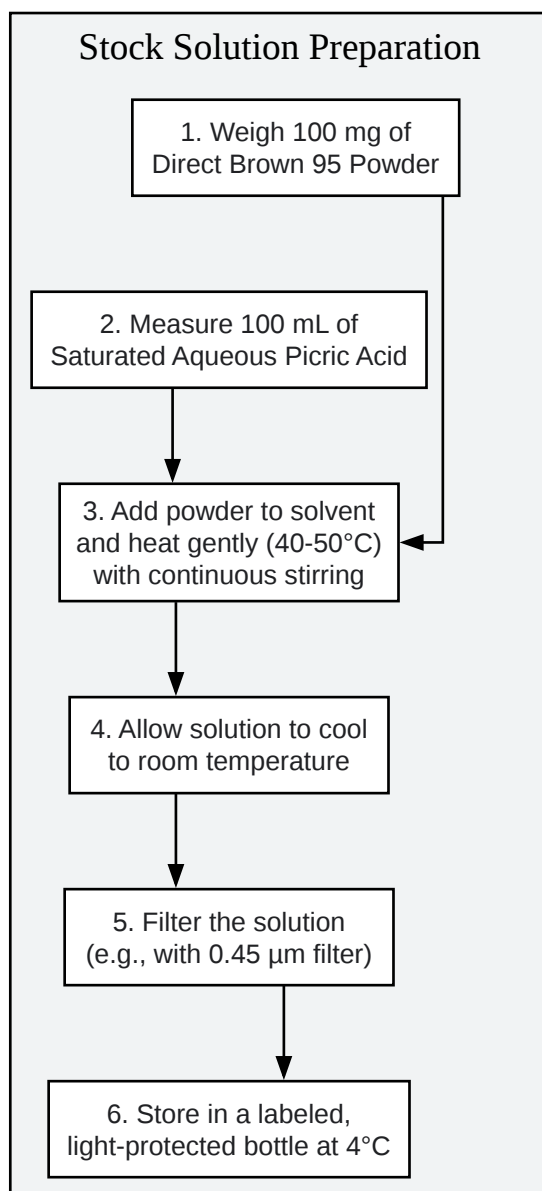 Stock Solution Preparation
1. Weigh 100 mg of
Direct Brown 95 Powder
2. Measure 100 mL of
Saturated Aqueous Picric Acid
3. Add powder to solvent
and heat gently (40-50°C)
with continuous stirring
4. Allow solution to cool
to room temperature
5. Filter the solution
(e.g., with 0.45 µm filter)
6. Store in a labeled,
light-protected bottle at 4°C